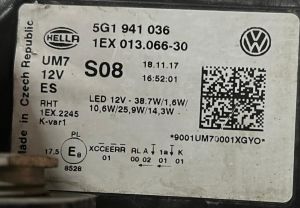 HELLA
5G1 941 036
1EX 013.066-30
UM7
12V
ES
S08
18.11.17
16:52:01
RHT
1EX.2245
K-var1
LED 12V - 38.7W/1,6W/
10,6W/25,9W/14,3W
Made in Czech Republic
*9001UM70001XGYO*
PL
17.5
E8
8528
XCCEERR
01
RL A 1a K
00 02 01 01